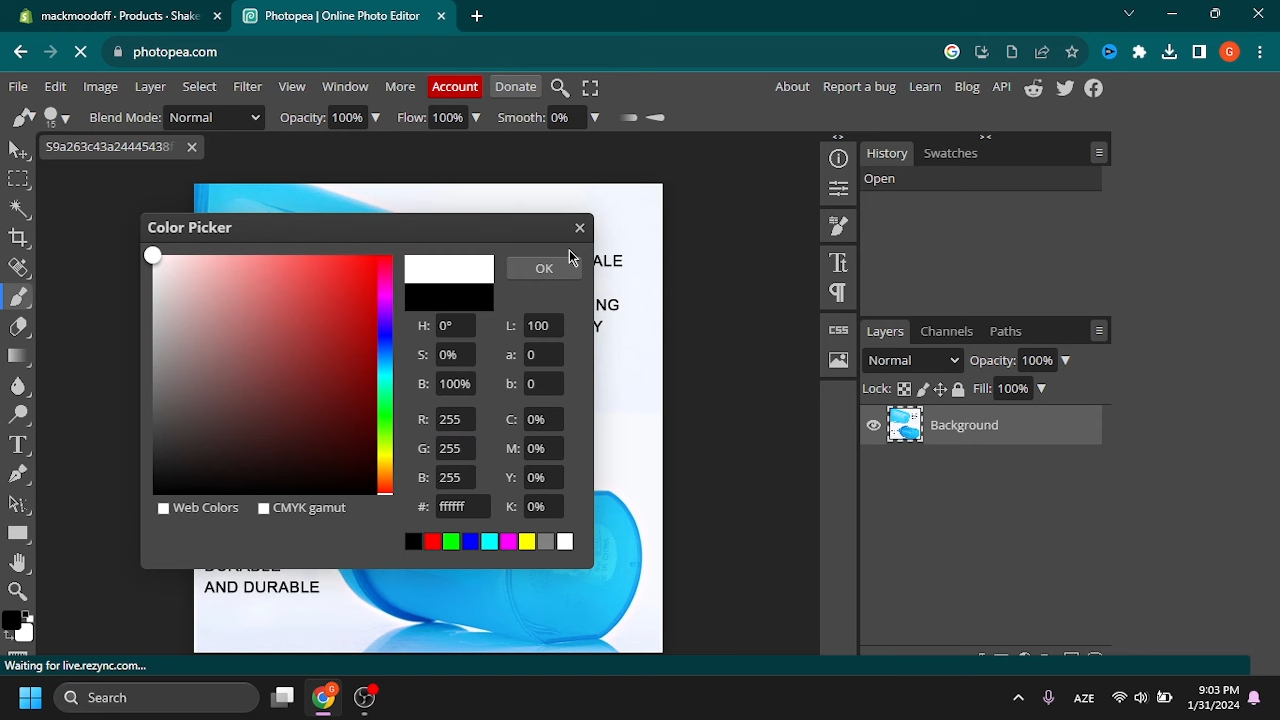 macmooduff - Products - Shake
Photopea | Online Photo Editor
photopea.com
G
File Edit Image Layer Select Filter View Window More Account Donate About Report a bug Learn Blog API
15 Blend Mode: Normal Opacity: 100% Flow: 100% Smooth: 0%
S9a263c43a24445438f
History Swatches
Open
Color Picker
OK
H: 0° L: 100
S: 0% a: 0
B: 100% b: 0
R: 255 C: 0%
G: 255 M: 0%
B: 255 Y: 0%
#: ffffff K: 0%
Web Colors CMYK gamut
ALE
NG
Y
AND DURABLE
CSS
Layers Channels Paths
Normal Opacity: 100%
Lock: Fill: 100%
Background
Waiting for live.rezync.com...
Search
G
AZE
9:03 PM
1/31/2024